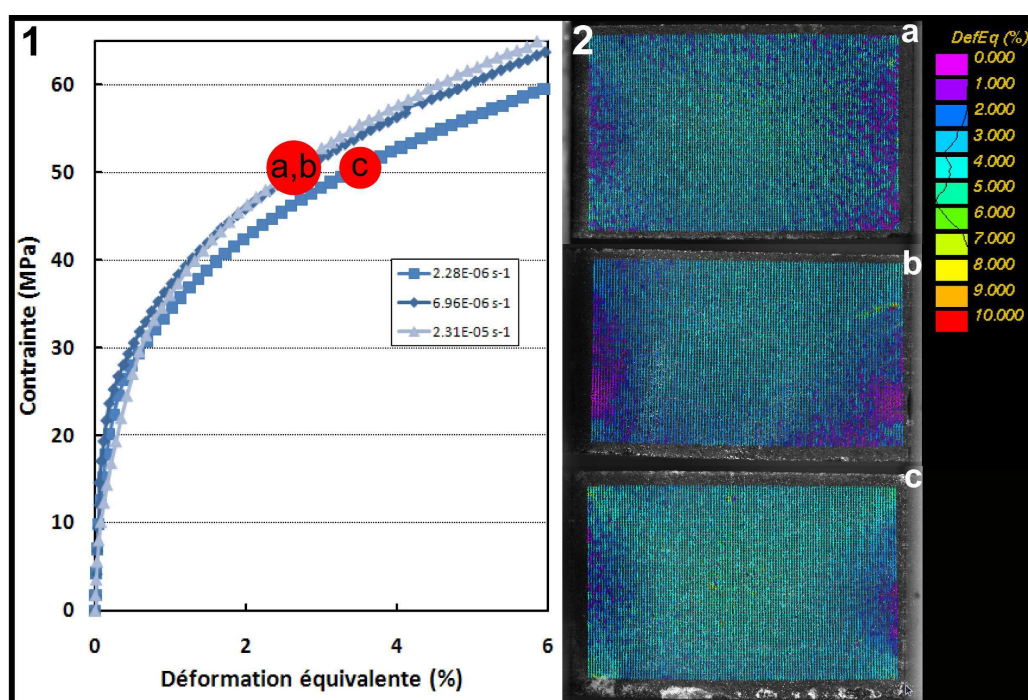 1
Contrainte (MPa)
60
50
40
30
20
10
0
0 2 4 6
Déformation équivalente (%)
a,b
c
2.28E-06 s-1
6.96E-06 s-1
2.31E-05 s-1
2
a
b
c
DefEq (%)
0.000
1.000
2.000
3.000
4.000
5.000
6.000
7.000
8.000
9.000
10.000